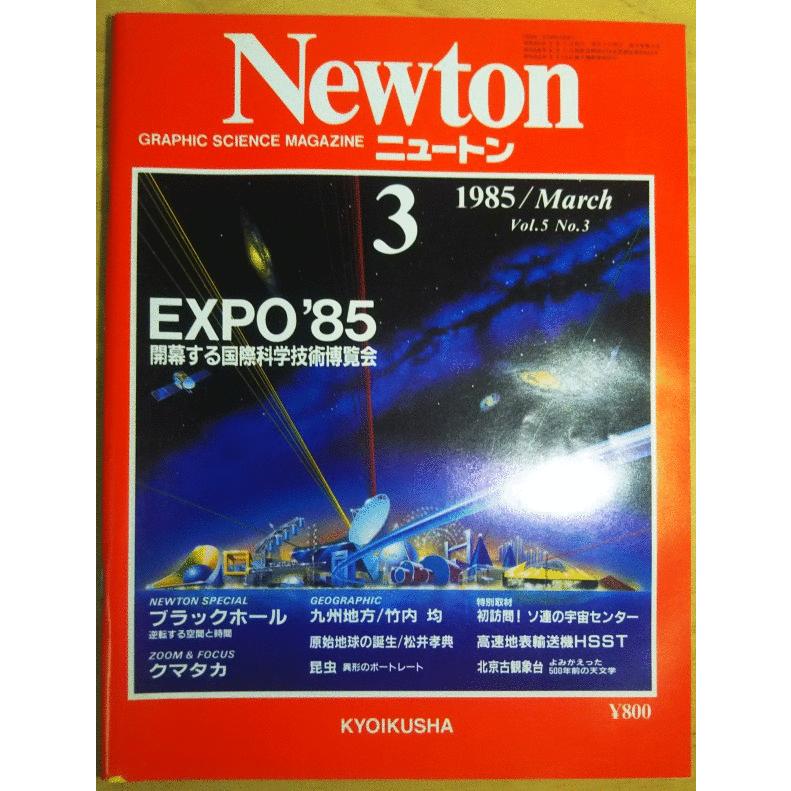 Newton
GRAPHIC SCIENCE MAGAZINE ニュートン
3
1985/March
Vol.5 No.3
EXPO'85
開幕する国際科学技術博覧会
NEWTON SPECIAL
ブラックホール
逆転する空間と時間
ZOOM & FOCUS
クマタカ
GEOGRAPHIC
九州地方/竹内 均
原始地球の誕生/松井孝典
昆虫 異形のポートレート
特別取材
初訪問!ソ連の宇宙センター
高速地表輸送機HSST
北京古観象台 よみがえった
500年前の天文学
¥800
KYOIKUSHA